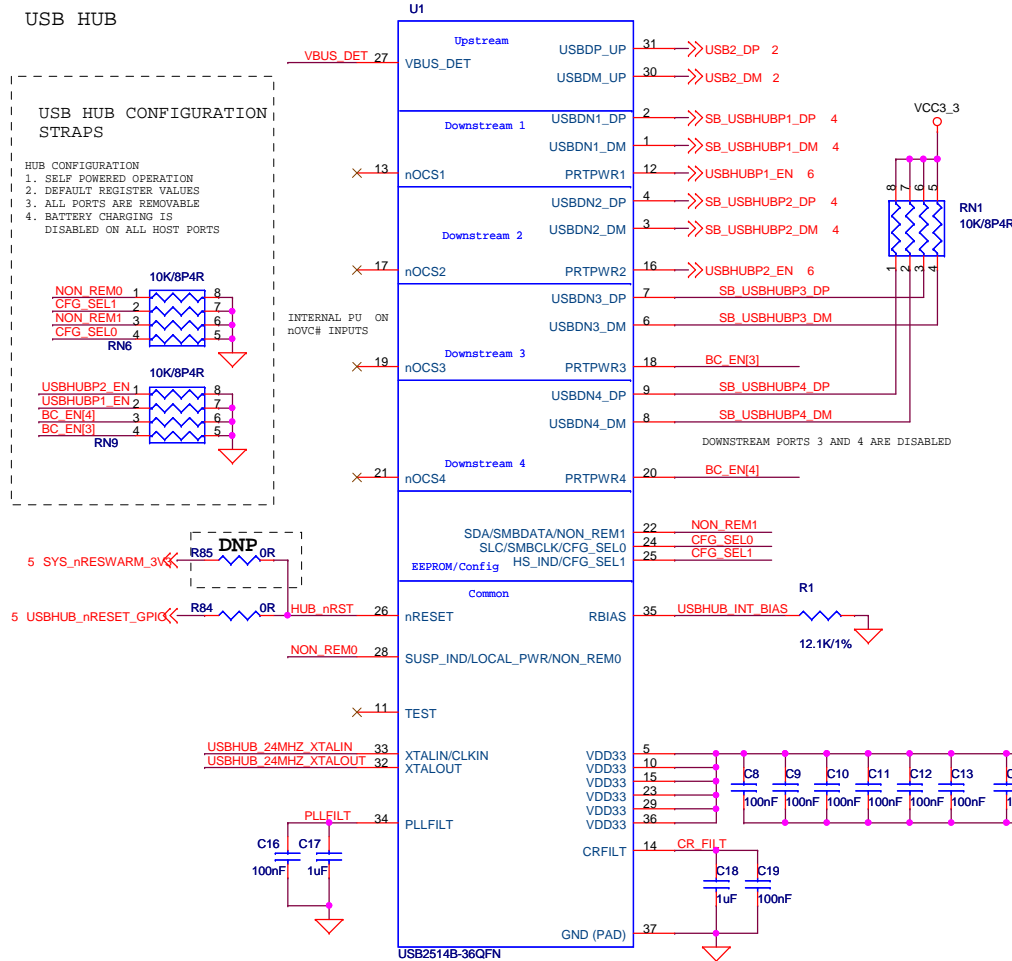 USB HUB
U1
Upstream
VBUS_DET 27 VBUS_DET
USBDP_UP 31 USB2_DP 2
USBDM_UP 30 USB2_DM 2
USB HUB CONFIGURATION
STRAPS
HUB CONFIGURATION
1. SELF POWERED OPERATION
2. DEFAULT REGISTER VALUES
3. ALL PORTS ARE REMOVABLE
4. BATTERY CHARGING IS
DISABLED ON ALL HOST PORTS
10K/8P4R
NON_REM0 1 8
CFG_SEL1 2 7
NON_REM1 3 6
CFG_SEL0 4 5
RN6
10K/8P4R
USBHUBP2_EN 1 8
USBHUBP1_EN 2 7
BC_EN[4] 3 6
BC_EN[3] 4 5
RN9
INTERNAL PU ON
nOVC# INPUTS
Downstream 1
USBDN1_DP 2 SB_USBHUBP1_DP 4
USBDN1_DM 1 SB_USBHUBP1_DM 4
13 nOCS1
PRTPWR1 12 USBHUBP1_EN 6
Downstream 2
USBDN2_DP 4 SB_USBHUBP2_DP 4
USBDN2_DM 3 SB_USBHUBP2_DM 4
17 nOCS2
PRTPWR2 16 USBHUBP2_EN 6
USBDN3_DP 7 SB_USBHUBP3_DP
USBDN3_DM 6 SB_USBHUBP3_DM
Downstream 3
19 nOCS3
PRTPWR3 18 BC_EN[3]
USBDN4_DP 9 SB_USBHUBP4_DP
USBDN4_DM 8 SB_USBHUBP4_DM
DOWNSTREAM PORTS 3 AND 4 ARE DISABLED
Downstream 4
21 nOCS4
PRTPWR4 20 BC_EN[4]
VCC3_3
8 7 6 5
RN1
10K/8P4R
1 2 3 4
SDA/SMBDATA/NON_REM1 22 NON_REM1
SLC/SMBCLK/CFG_SEL0 24 CFG_SEL0
HS_IND/CFG_SEL1 25 CFG_SEL1
EEPROM/Config
Common
DNP
5 SYS_nRESWARM_3V3 R85 0R
5 USBHUB_nRESET_GPIO R84 0R HUB_nRST 26 nRESET
RBIAS 35 USBHUB_INT_BIAS
R1
12.1K/1%
NON_REM0 28 SUSP_IND/LOCAL_PWR/NON_REM0
11 TEST
USBHUB_24MHZ_XTALIN 33 XTALIN/CLKIN
USBHUB_24MHZ_XTALOUT 32 XTALOUT
VDD33 5
VDD33 10
VDD33 15
VDD33 23
VDD33 29
VDD33 36
C8 C9 C10 C11 C12 C13
100nF 100nF 100nF 100nF 100nF 100nF
PLLFILT 34 PLLFILT
C16 C17
100nF 1uF
CRFILT 14 CR_FILT
C18 C19
1uF 100nF
GND (PAD) 37
USB2514B-36QFN